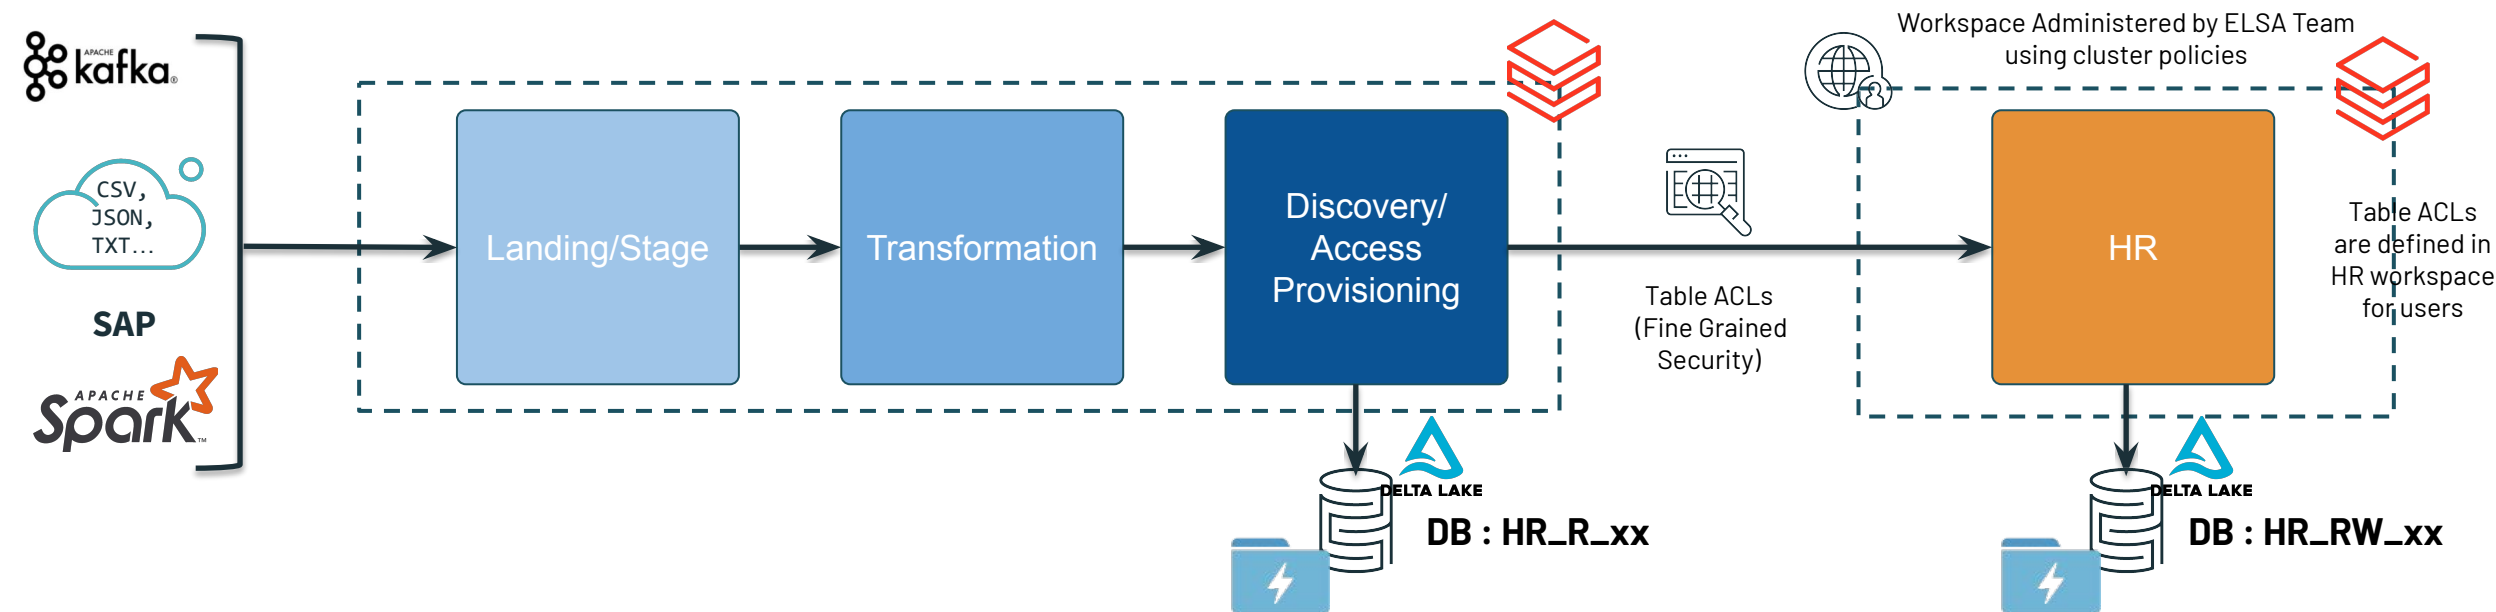 APACHE
kafka®
CSV,
JSON,
TXT...
SAP
APACHE
Spark™
Landing/Stage
Transformation
Discovery/
Access
Provisioning
DELTA LAKE
DB : HR_R_xx
Table ACLs
(Fine Grained
Security)
Workspace Administered by ELSA Team
using cluster policies
HR
Table ACLs
are defined in
HR workspace
for users
DELTA LAKE
DB : HR_RW_xx